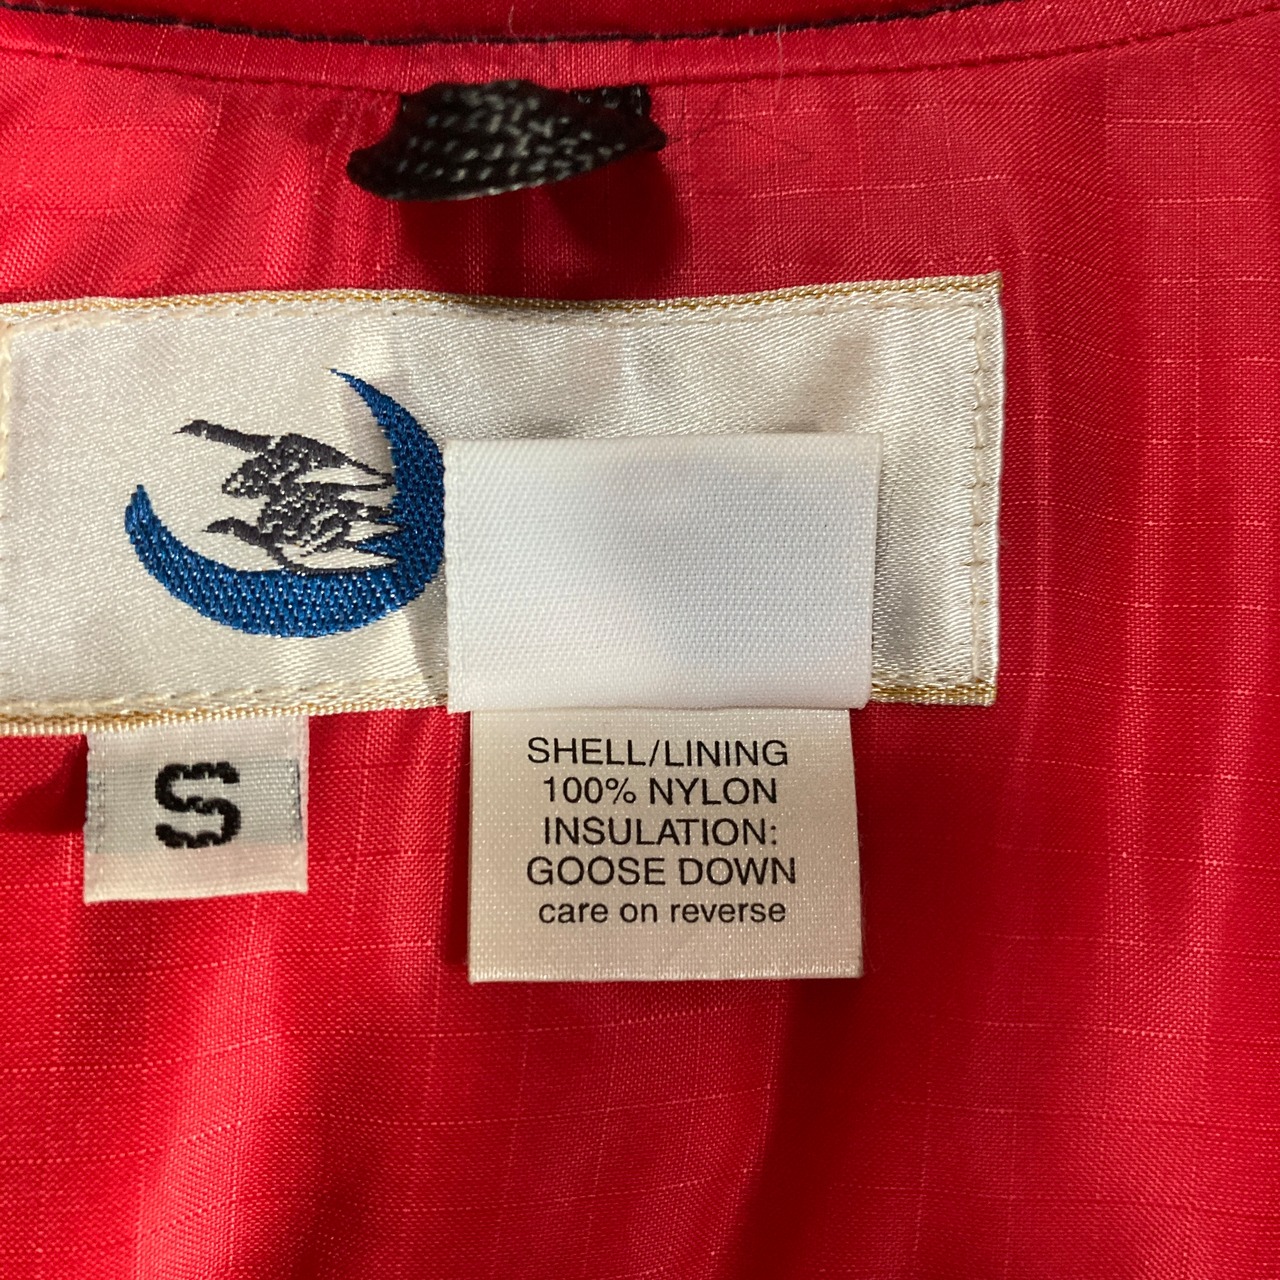 S
SHELL/LINING
100% NYLON
INSULATION:
GOOSE DOWN
care on reverse